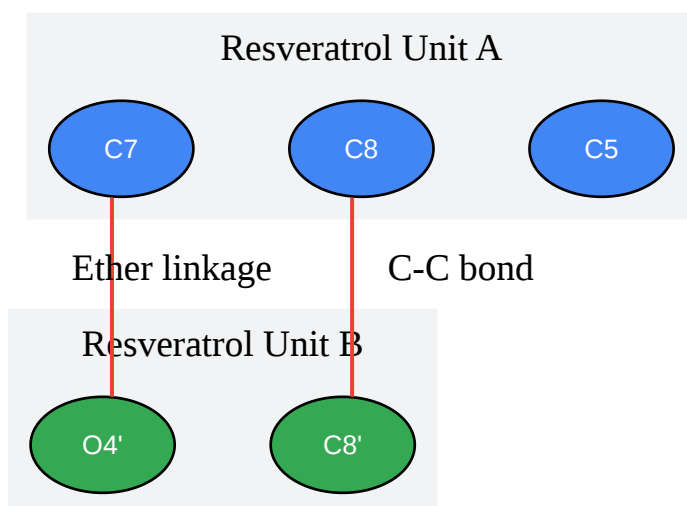 Resveratrol Unit A
C7 C8 C5
Ether linkage C-C bond
Resveratrol Unit B
O4' C8'